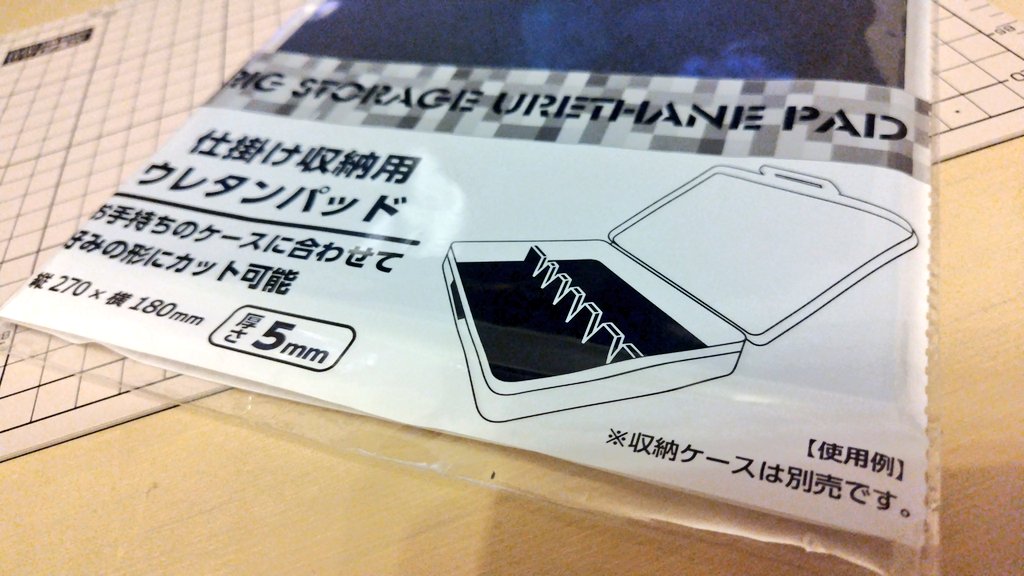 RIG STORAGE URETHANE PAD
仕掛け収納用
ウレタンパッド
お手持ちのケースに合わせて
好みの形にカット可能
縦270×横180mm
厚さ5mm
【使用例】
※収納ケースは別売です。